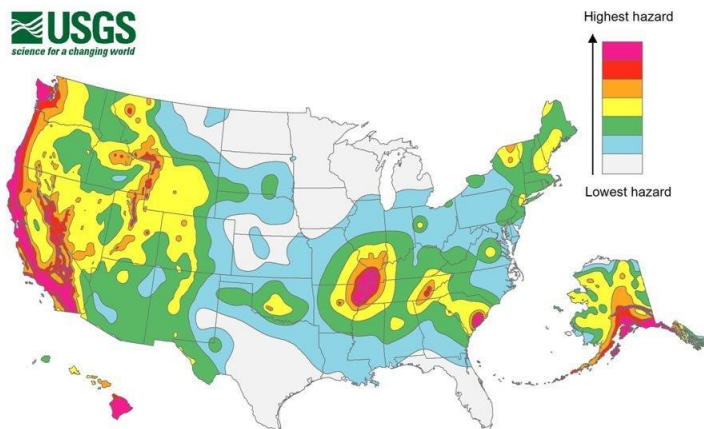 USGS
science for a changing world
Highest hazard
Lowest hazard